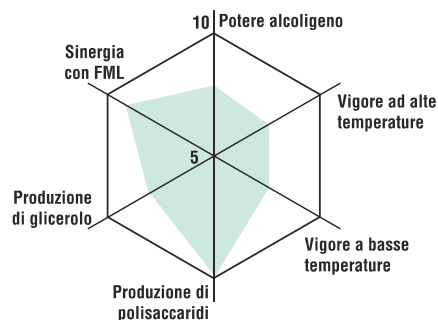 10 Potere alcoligeno
Sinergia
con FML
Vigore ad alte
temperature
5
Produzione
di glicerolo
Vigore a basse
temperature
Produzione di
polisaccaridi